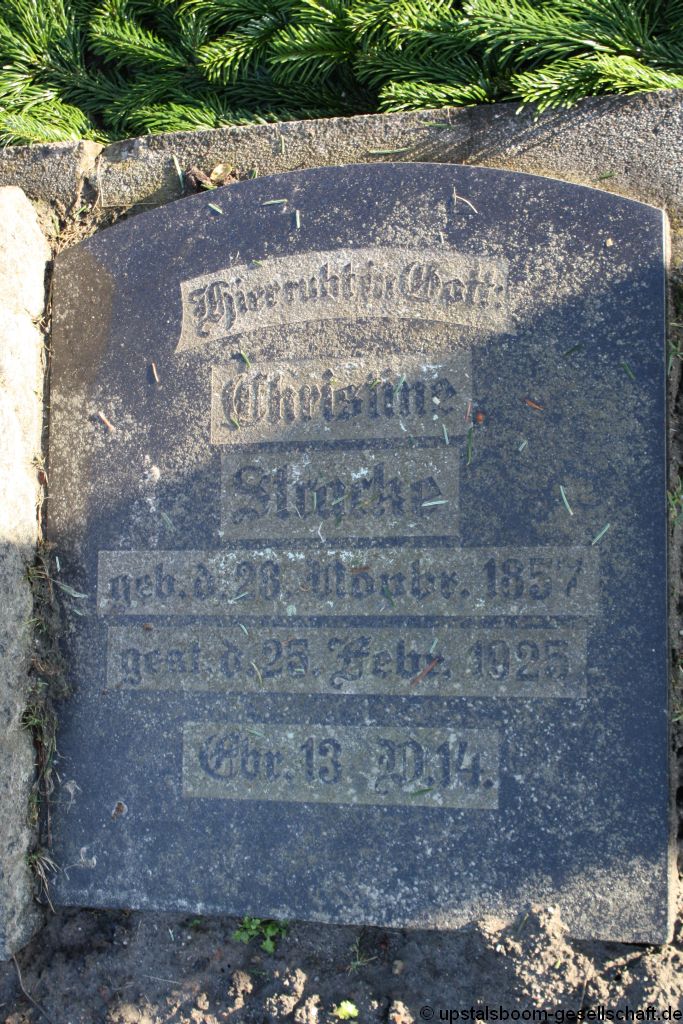 Hier ruht in Gott:
Christine
Stracke
geb. d. 28. Novbr. 1857
gest. d. 25. Febr. 1925
Ebr. 13 V. 14.
© upstalsboom-gesellschaft.de